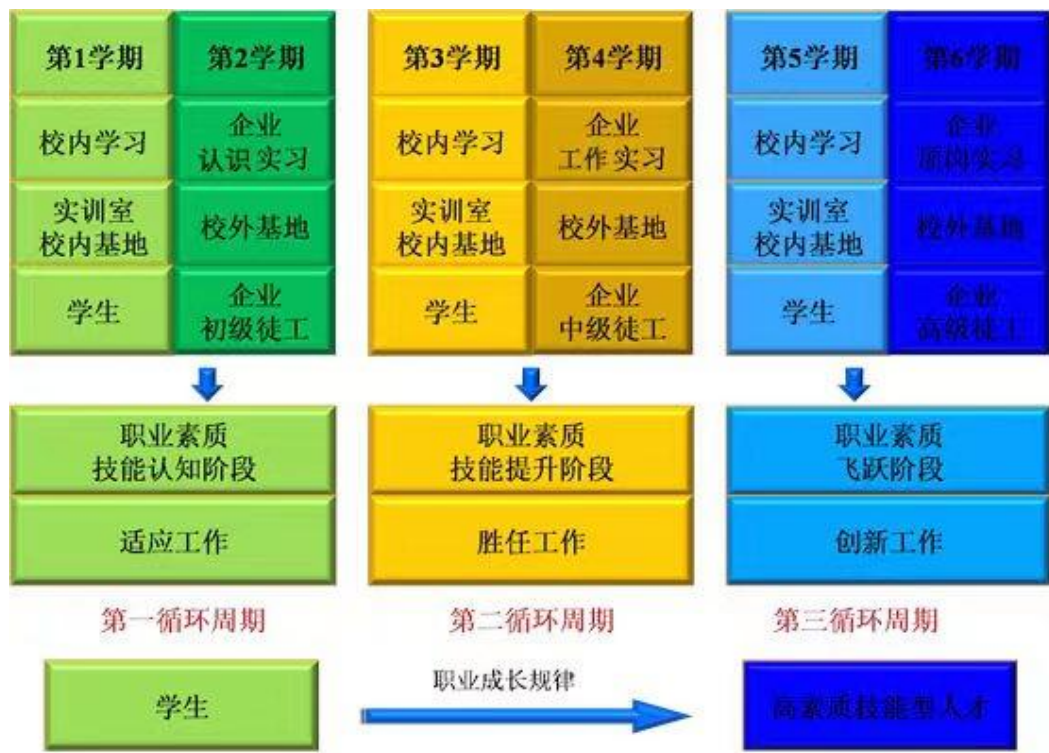 第1学期
第2学期
第3学期
第4学期
第5学期
第6学期
校内学习
企业
认识实习
校内学习
企业
工作实习
校内学习
企业
顶岗实习
实训室
校内基地
校外基地
实训室
校内基地
校外基地
实训室
校内基地
校外基地
学生
企业
初级徒工
学生
企业
中级徒工
学生
企业
高级徒工
职业素质
技能认知阶段
职业素质
技能提升阶段
职业素质
飞跃阶段
适应工作
胜任工作
创新工作
第一循环周期
第二循环周期
第三循环周期
学生
职业成长规律
高素质技能型人才